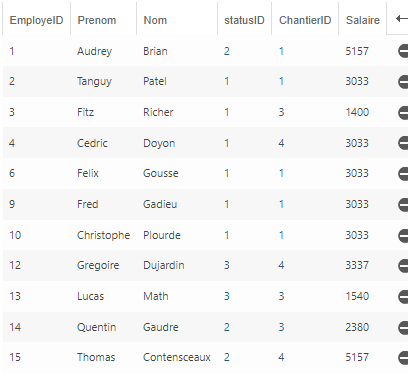 EmployeID Prenom Nom statusID ChantierID Salaire
1 Audrey Brian 2 1 5157
2 Tanguy Patel 1 1 3033
3 Fitz Richer 1 3 1400
4 Cedric Doyon 1 4 3033
6 Felix Gousse 1 1 3033
9 Fred Gadieu 1 1 3033
10 Christophe Plourde 1 1 3033
12 Gregoire Dujardin 3 4 3337
13 Lucas Math 3 3 1540
14 Quentin Gaudre 2 3 2380
15 Thomas Contensceaux 2 4 5157